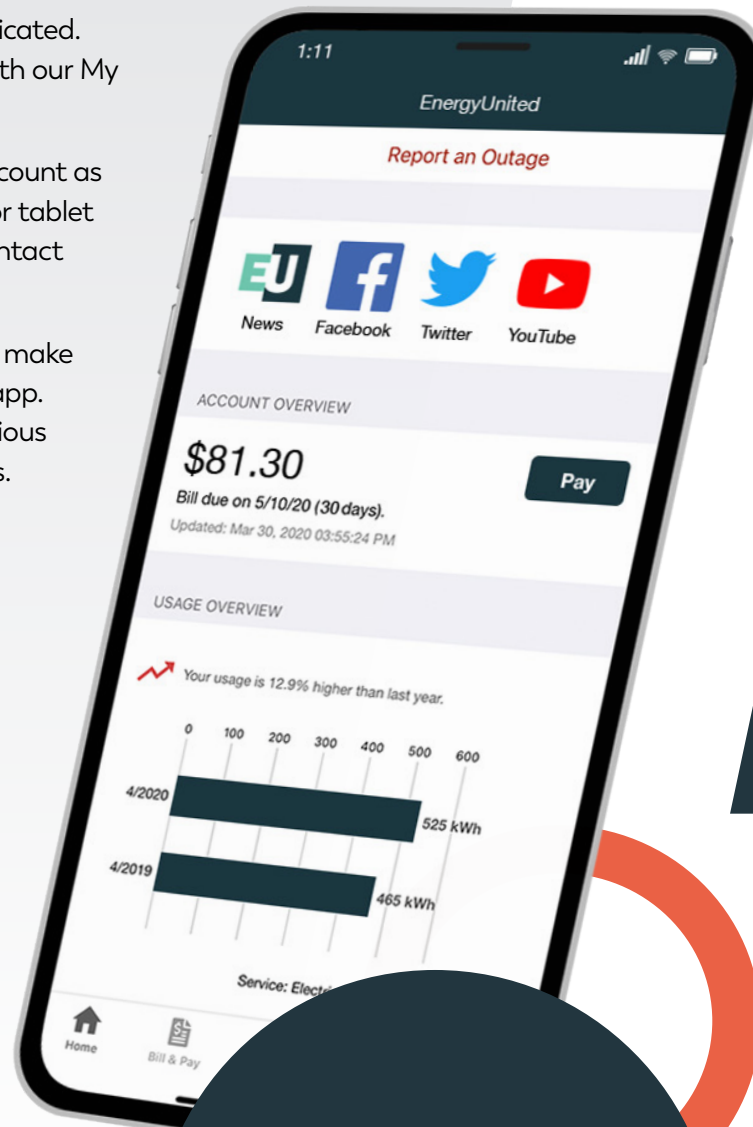 icated.
th our My
count as
or tablet
ntact
make
app.
ious
s.
1:11
EnergyUnited
Report an Outage
EU
News Facebook Twitter YouTube
ACCOUNT OVERVIEW
$81.30
Pay
Bill due on 5/10/20 (30 days).
Updated: Mar 30, 2020 03:55:24 PM
USAGE OVERVIEW
Your usage is 12.9% higher than last year.
0 100 200 300 400 500 600
4/2020 525 kWh
4/2019 465 kWh
Service: Electri
Home Bill & Pay